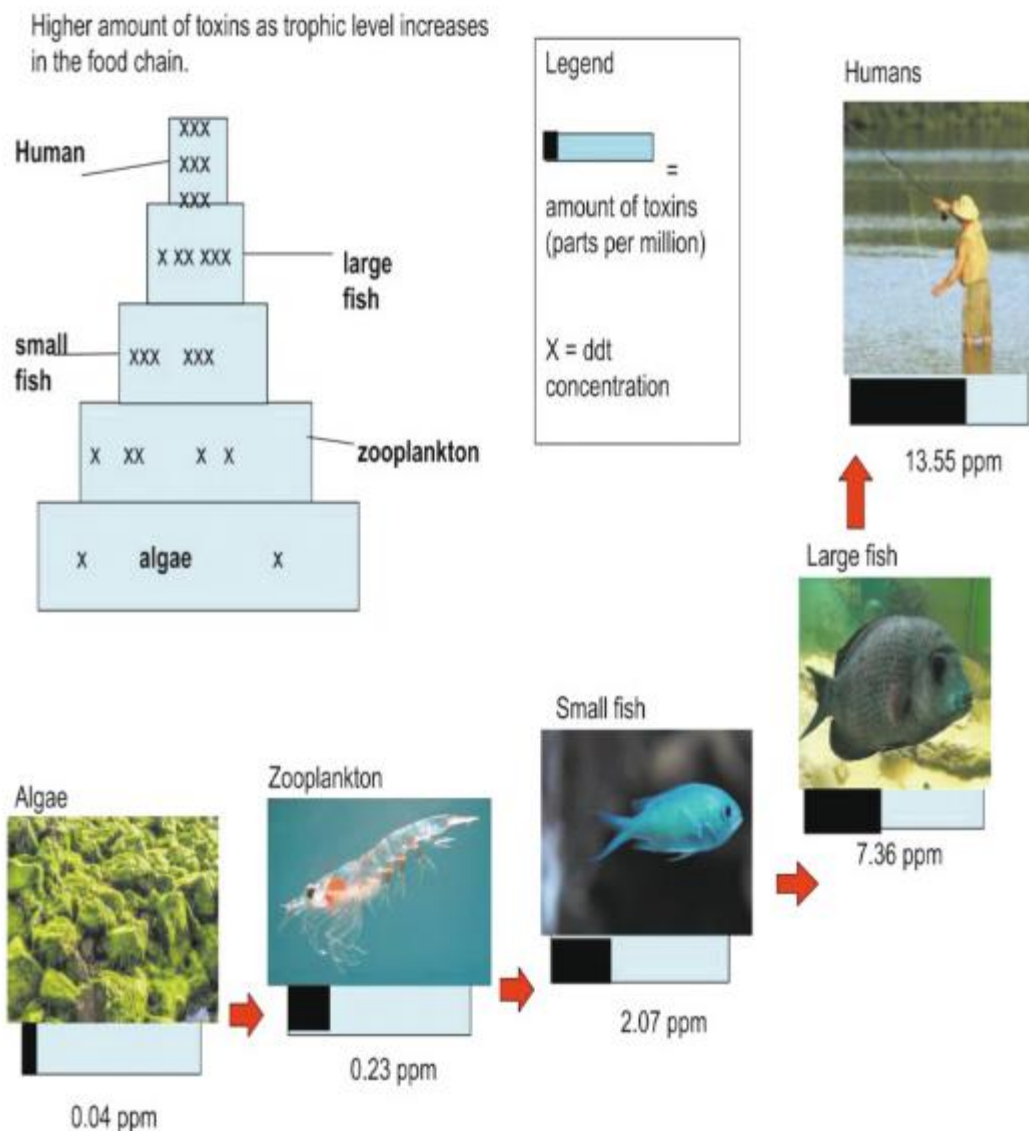 Higher amount of toxins as trophic level increases
in the food chain.
Human
XXX
XXX
XXX
X XX XXX
large
fish
small
fish
XXX XXX
X XX X X
zooplankton
X algae X
Legend
=
amount of toxins
(parts per million)
X = ddt
concentration
Humans
13.55 ppm
Large fish
7.36 ppm
Small fish
2.07 ppm
Zooplankton
0.23 ppm
Algae
0.04 ppm